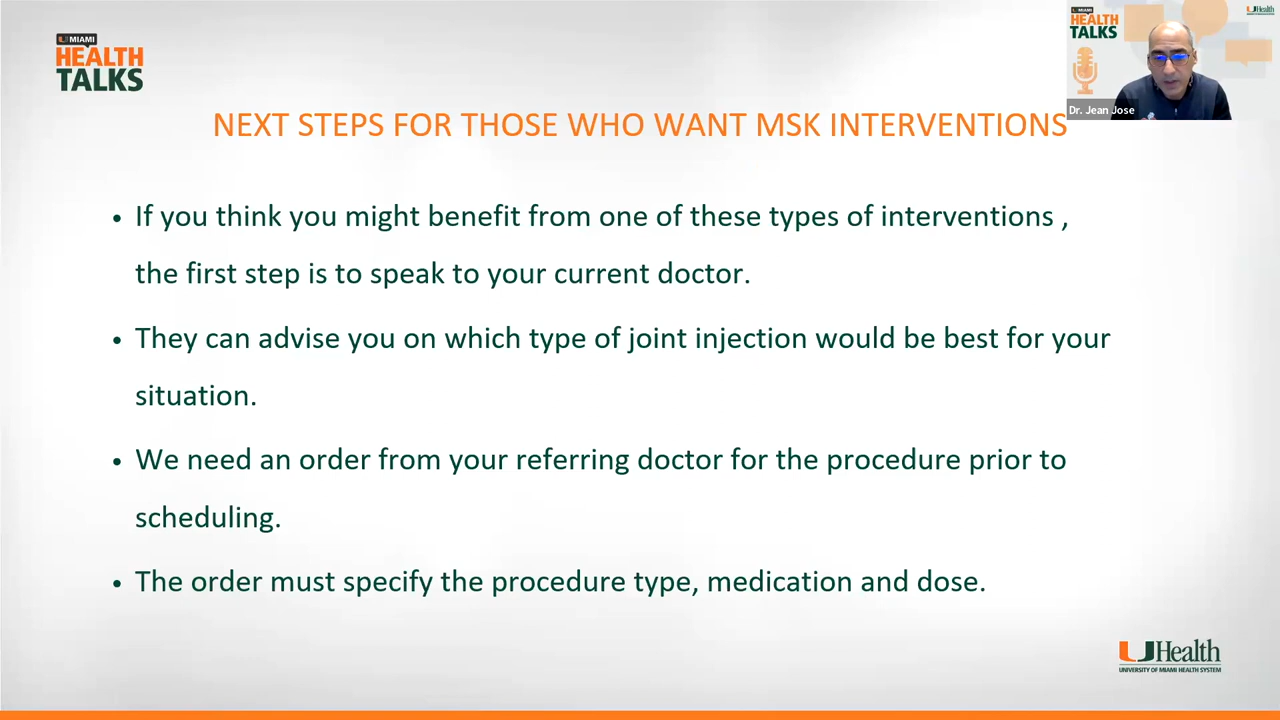 U MIAMI
HEALTH
TALKS
U MIAMI
HEALTH
TALKS
UHealth
Dr. Jean Jose
NEXT STEPS FOR THOSE WHO WANT MSK INTERVENTIONS
• If you think you might benefit from one of these types of interventions ,
the first step is to speak to your current doctor.
• They can advise you on which type of joint injection would be best for your
situation.
• We need an order from your referring doctor for the procedure prior to
scheduling.
• The order must specify the procedure type, medication and dose.
UHealth
UNIVERSITY OF MIAMI HEALTH SYSTEM